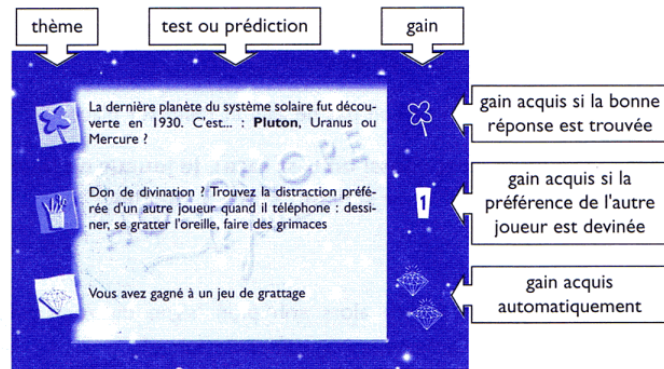 thème
test ou prédiction
gain
La dernière planète du système solaire fut décou-
verte en 1930. C'est... : Pluton, Uranus ou
Mercure ?
gain acquis si la bonne
réponse est trouvée
Don de divination ? Trouvez la distraction préfé-
rée d'un autre joueur quand il téléphone : dessi-
ner, se gratter l'oreille, faire des grimaces
1
gain acquis si la
préférence de l'autre
joueur est devinée
Vous avez gagné à un jeu de grattage
gain acquis
automatiquement